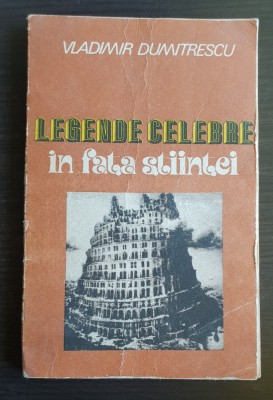 VLADIMIR DUMITRESCU
LEGENDE CELEBRE
în fața științei